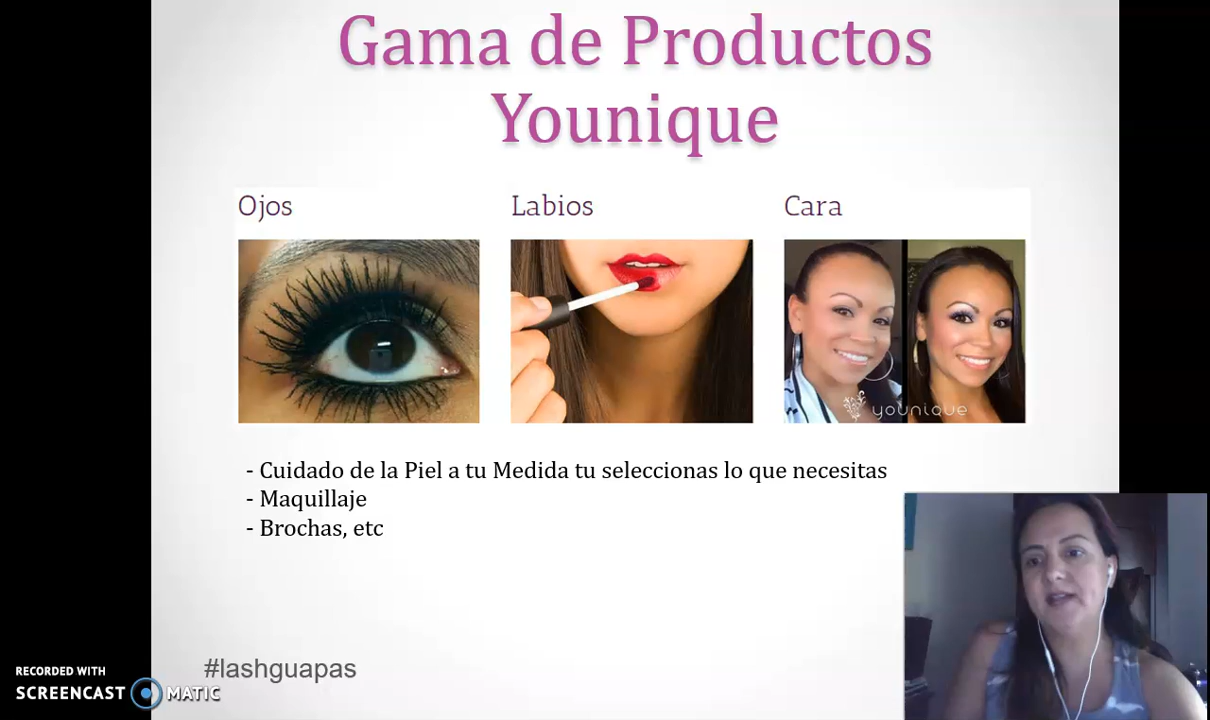 Gama de Productos
Younique
Ojos
Labios
Cara
younique
- Cuidado de la Piel a tu Medida tu seleccionas lo que necesitas
- Maquillaje
- Brochas, etc
#lashguapas
RECORDED WITH
SCREENCAST MATIC